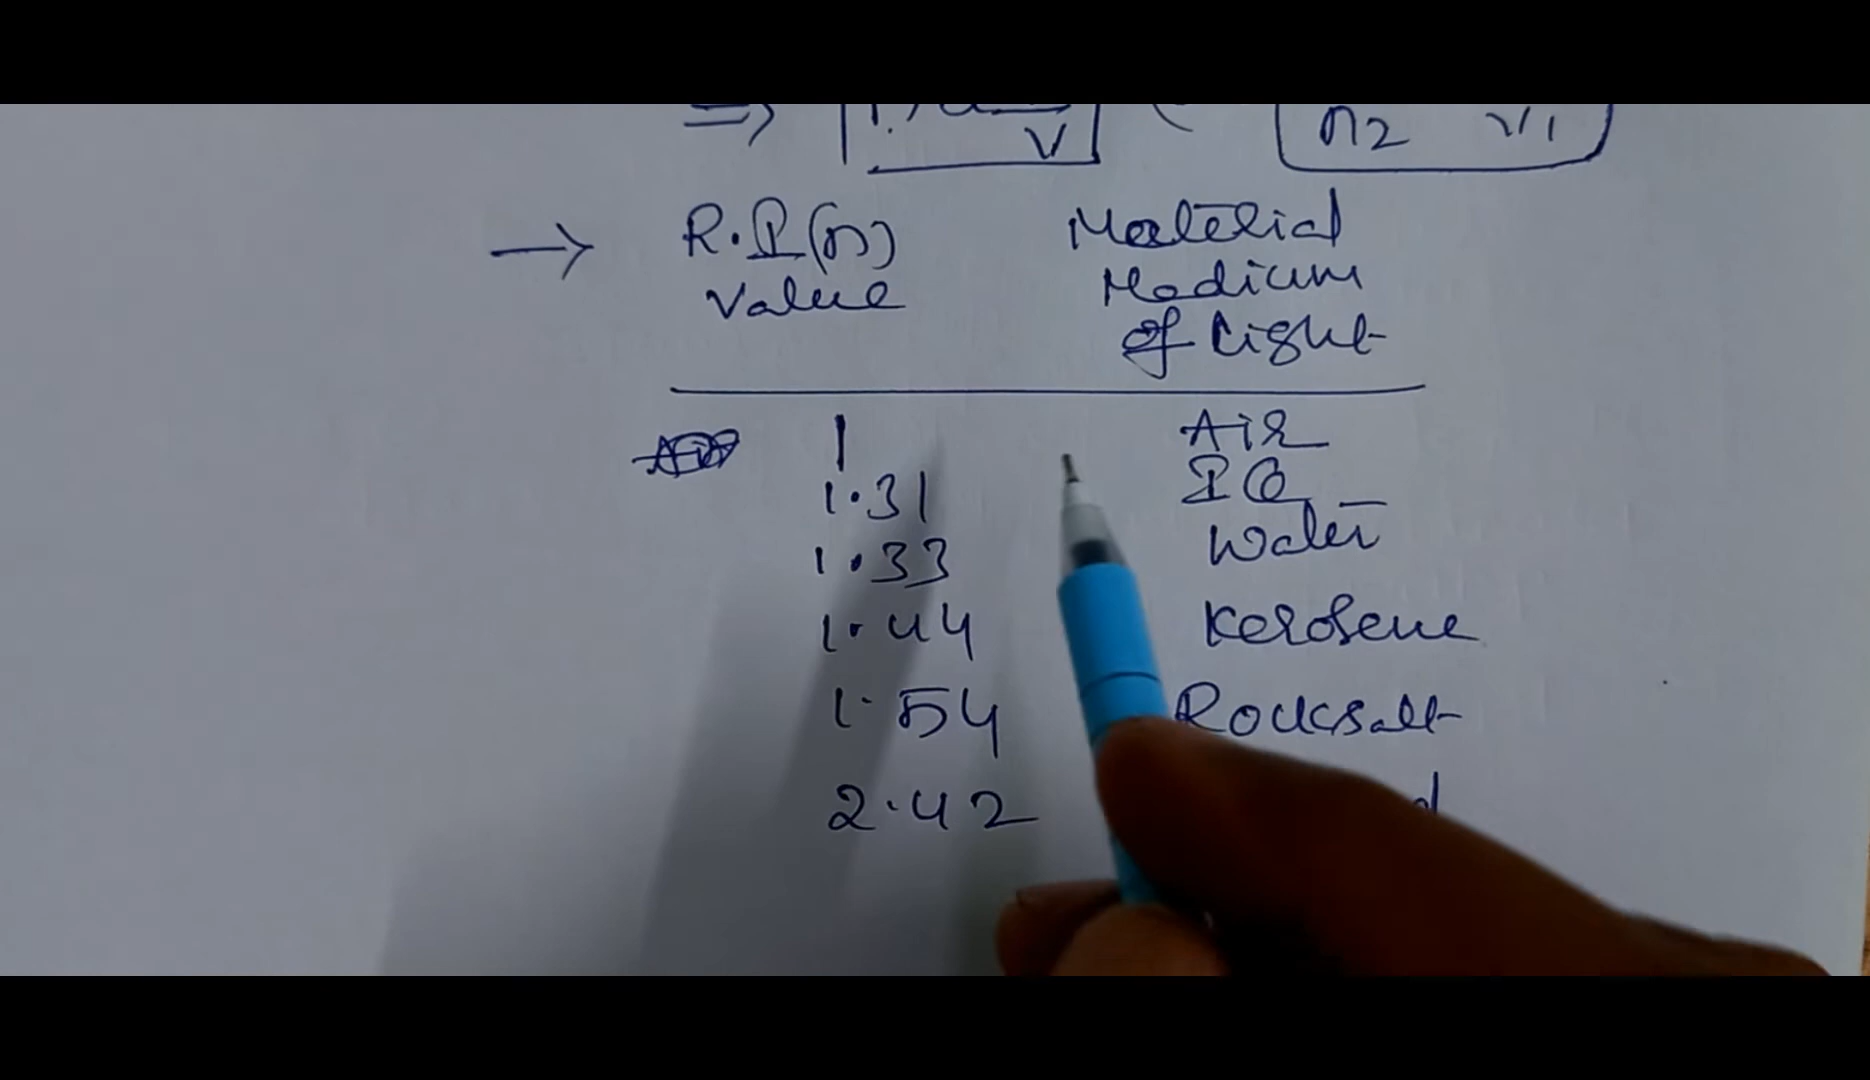 ⇒ V
n2 v1
→ R.I(n) Material
Value Medium
of Light
1 Air
1.31 Ice
1.33 Water
1.44 Kerosene
1.54 Rocksalt
2.42